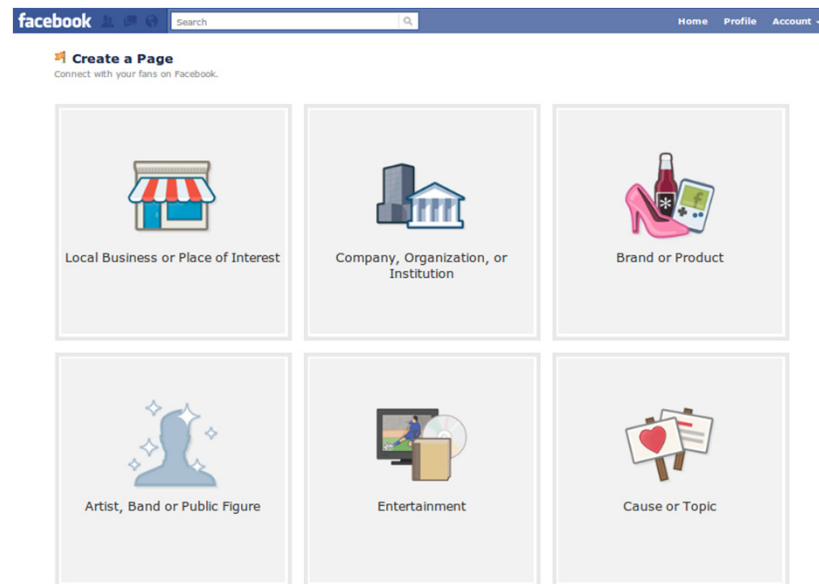 facebook Search Home Profile Account
Create a Page
Connect with your fans on Facebook.
Local Business or Place of Interest
Company, Organization, or
Institution
Brand or Product
Artist, Band or Public Figure
Entertainment
Cause or Topic